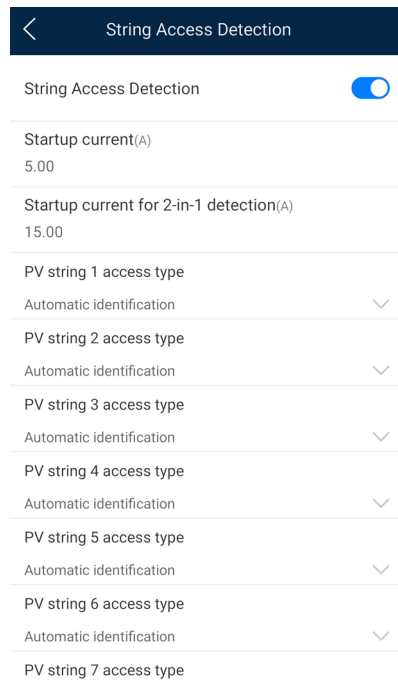 String Access Detection
String Access Detection
Startup current(A)
5.00
Startup current for 2-in-1 detection(A)
15.00
PV string 1 access type
Automatic identification
PV string 2 access type
Automatic identification
PV string 3 access type
Automatic identification
PV string 4 access type
Automatic identification
PV string 5 access type
Automatic identification
PV string 6 access type
Automatic identification
PV string 7 access type